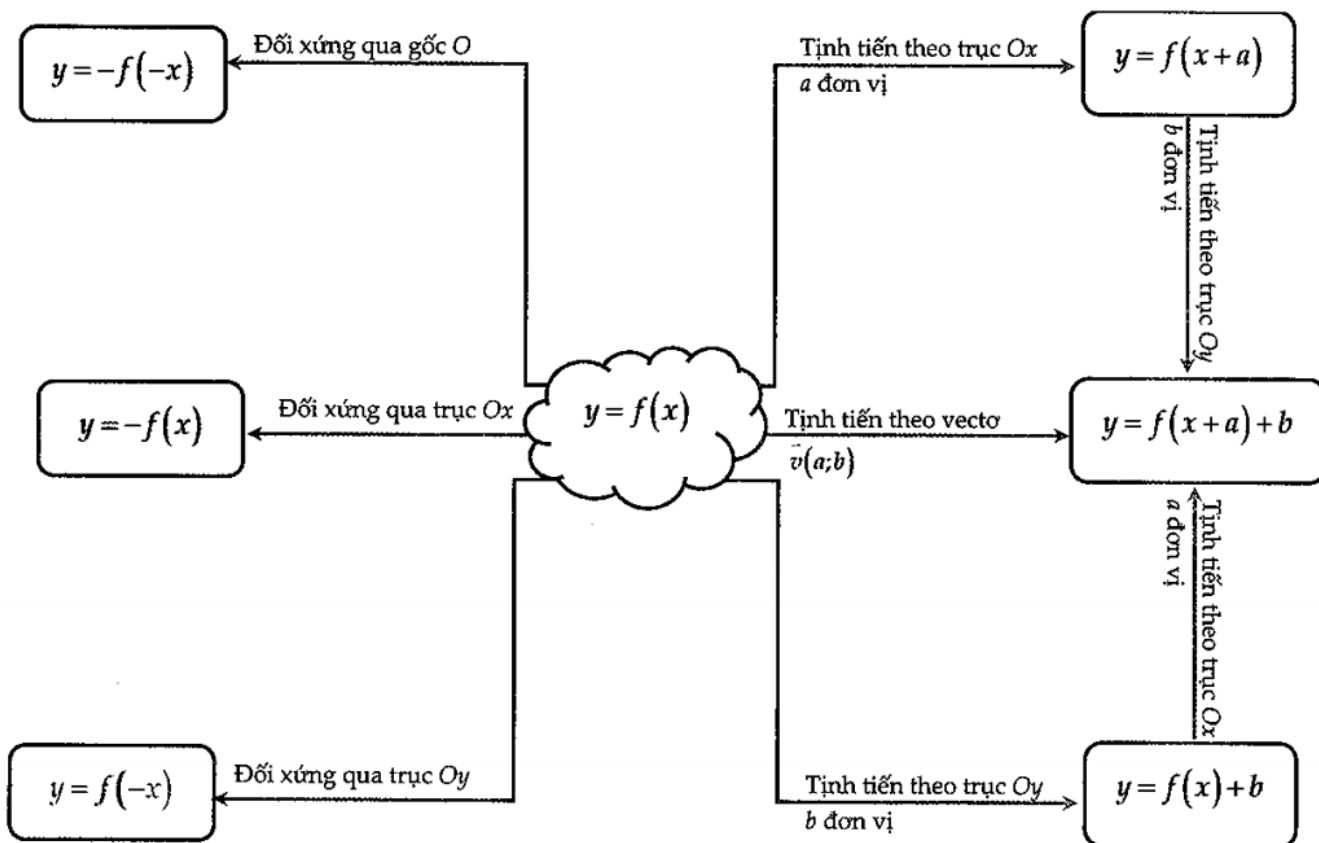 Đối xứng qua gốc O
y = -f(-x)
Tịnh tiến theo trục Ox
a đơn vị
y = f(x+a)
Tịnh tiến theo trục Oy
b đơn vị
Đối xứng qua trục Ox
y = -f(x)
y = f(x)
Tịnh tiến theo vectơ
v⃗(a;b)
y = f(x+a)+b
Tịnh tiến theo trục Ox
a đơn vị
Đối xứng qua trục Oy
y = f(-x)
Tịnh tiến theo trục Oy
b đơn vị
y = f(x)+b